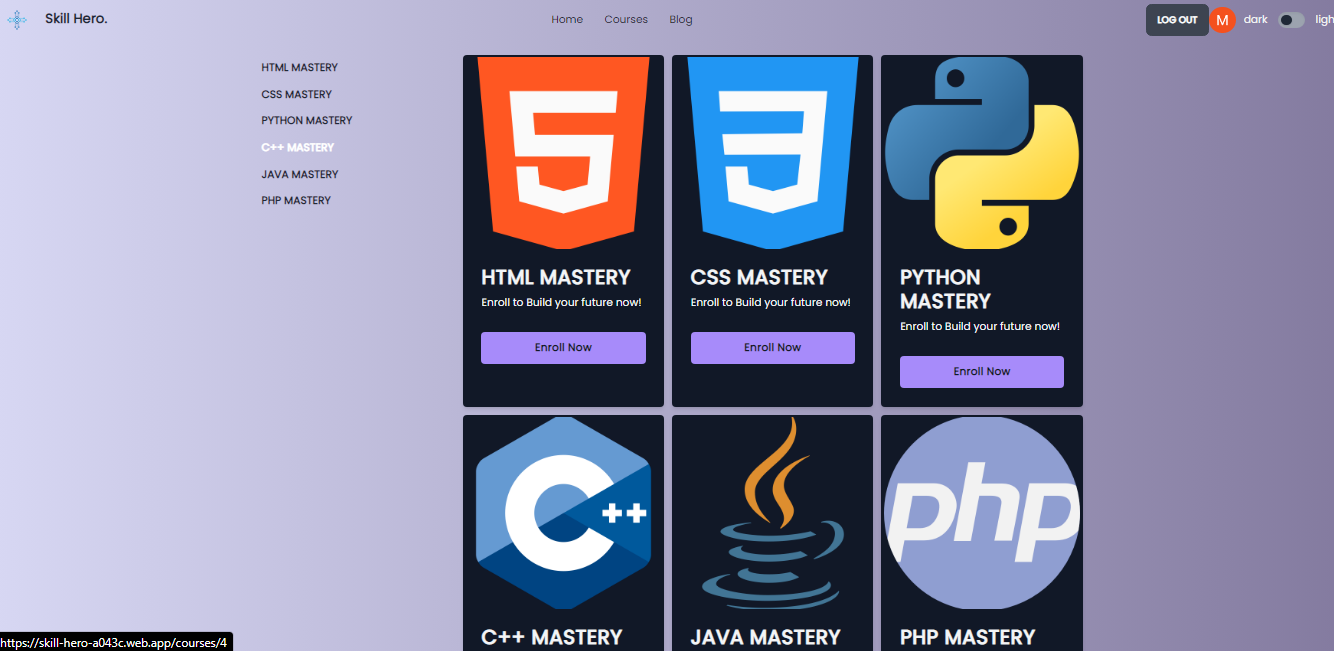 Skill Hero.
Home Courses Blog
LOG OUT M dark ligh
HTML MASTERY
CSS MASTERY
PYTHON MASTERY
C++ MASTERY
JAVA MASTERY
PHP MASTERY
5
3
HTML MASTERY
Enroll to Build your future now!
Enroll Now
CSS MASTERY
Enroll to Build your future now!
Enroll Now
PYTHON
MASTERY
Enroll to Build your future now!
Enroll Now
C++
C++ MASTERY
JAVA MASTERY
php
PHP MASTERY
https://skill-hero-a043c.web.app/courses/4